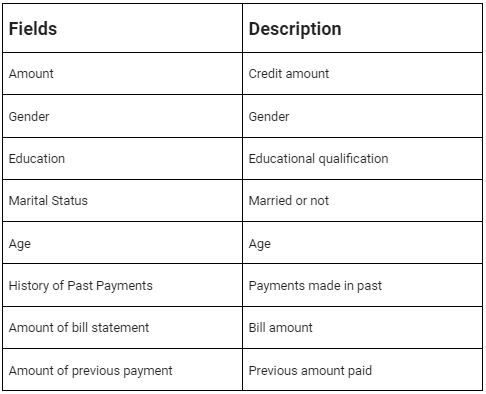 Fields Description
Amount Credit amount
Gender Gender
Education Educational qualification
Marital Status Married or not
Age Age
History of Past Payments Payments made in past
Amount of bill statement Bill amount
Amount of previous payment Previous amount paid